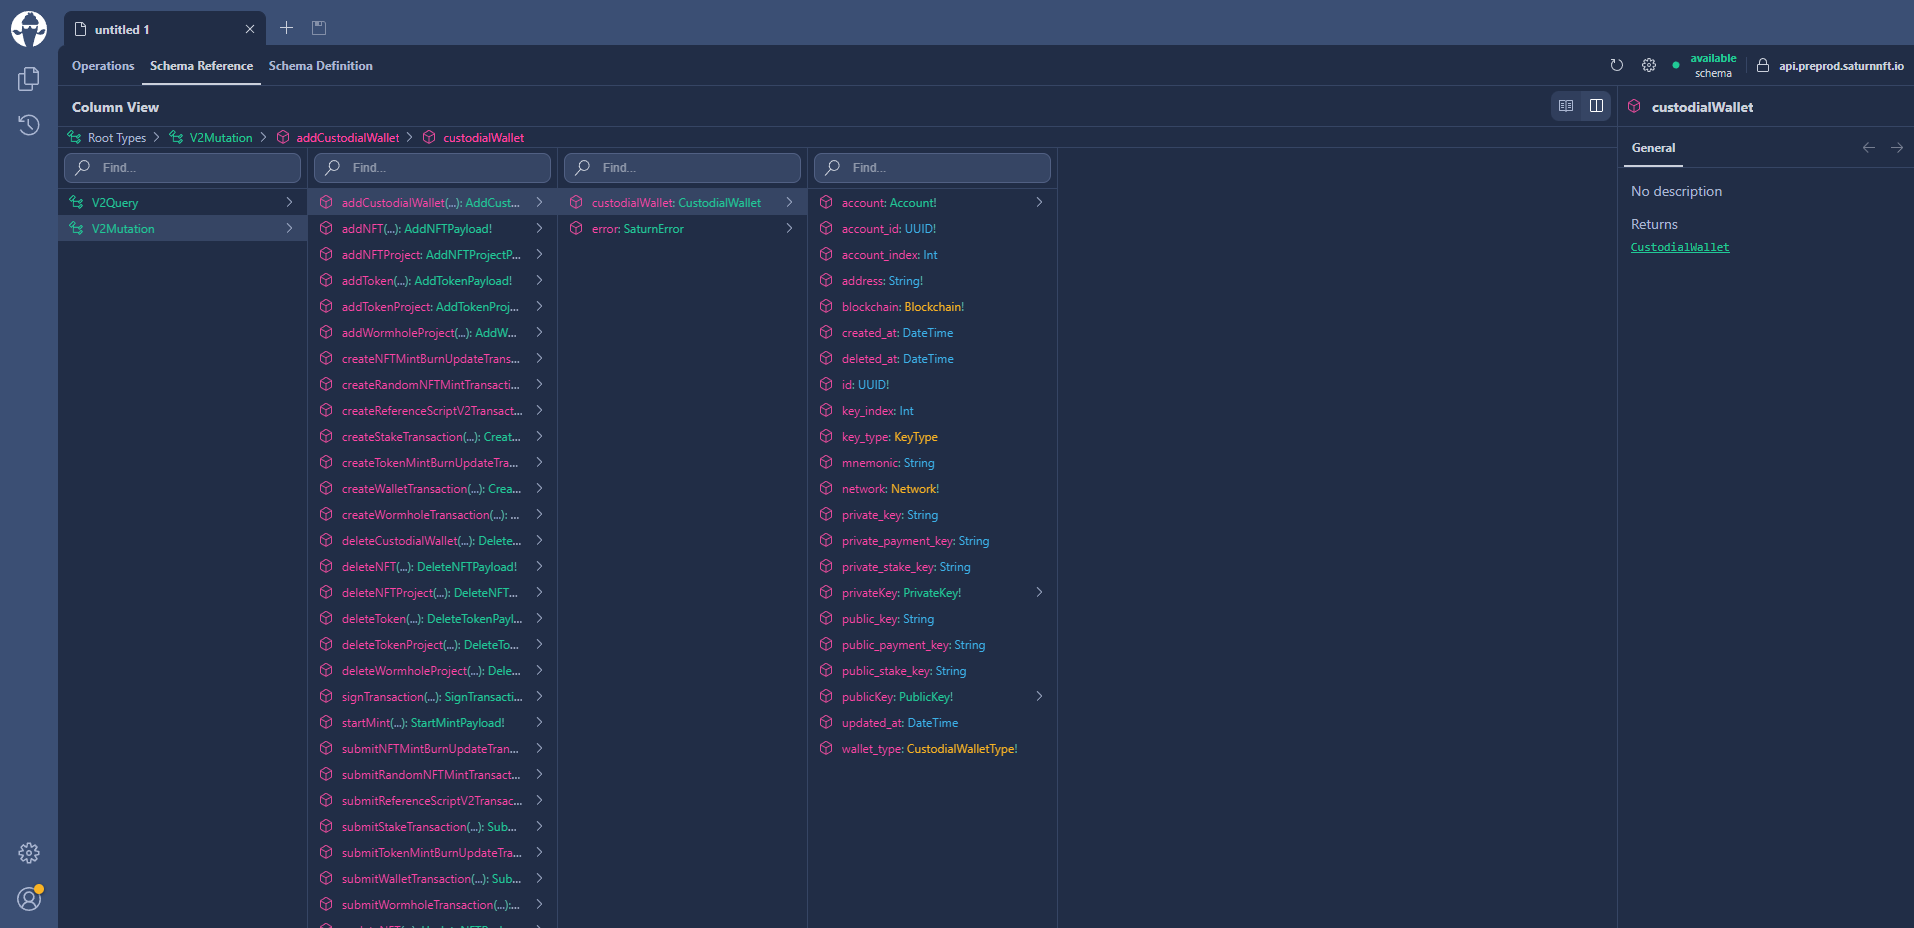 untitled 1
Operations
Schema Reference
Schema Definition
available
schema
api.preprod.saturnnft.io
Column View
Root Types
V2Mutation
addCustodialWallet
custodialWallet
Find...
V2Query
V2Mutation
Find...
addCustodialWallet(...): AddCust...
addNFT(...): AddNFTPayload!
addNFTProject: AddNFTProjectP...
addToken(...): AddTokenPayload!
addTokenProject: AddTokenProj...
addWormholeProject(...): AddW...
createNFTMintBurnUpdateTrans...
createRandomNFTMintTransacti...
createReferenceScriptV2Transact...
createStakeTransaction(...): Creat...
createTokenMintBurnUpdateTra...
createWalletTransaction(...): Crea...
createWormholeTransaction(...): ...
deleteCustodialWallet(...): Delete...
deleteNFT(...): DeleteNFTPayload!
deleteNFTProject(...): DeleteNFT...
deleteToken(...): DeleteTokenPayl...
deleteTokenProject(...): DeleteTo...
deleteWormholeProject(...): Dele...
signTransaction(...): SignTransacti...
startMint(...): StartMintPayload!
submitNFTMintBurnUpdateTran...
submitRandomNFTMintTransact...
submitReferenceScriptV2Transac...
submitStakeTransaction(...): Sub...
submitTokenMintBurnUpdateTra...
submitWalletTransaction(...): Sub...
submitWormholeTransaction(...):...
Find...
custodialWallet: CustodialWallet
error: SaturnError
Find...
account: Account!
account_id: UUID!
account_index: Int
address: String!
blockchain: Blockchain!
created_at: DateTime
deleted_at: DateTime
id: UUID!
key_index: Int
key_type: KeyType
mnemonic: String
network: Network!
private_key: String
private_payment_key: String
private_stake_key: String
privateKey: PrivateKey!
public_key: String
public_payment_key: String
public_stake_key: String
publicKey: PublicKey!
updated_at: DateTime
wallet_type: CustodialWalletType!
custodialWallet
General
No description
Returns
CustodialWallet